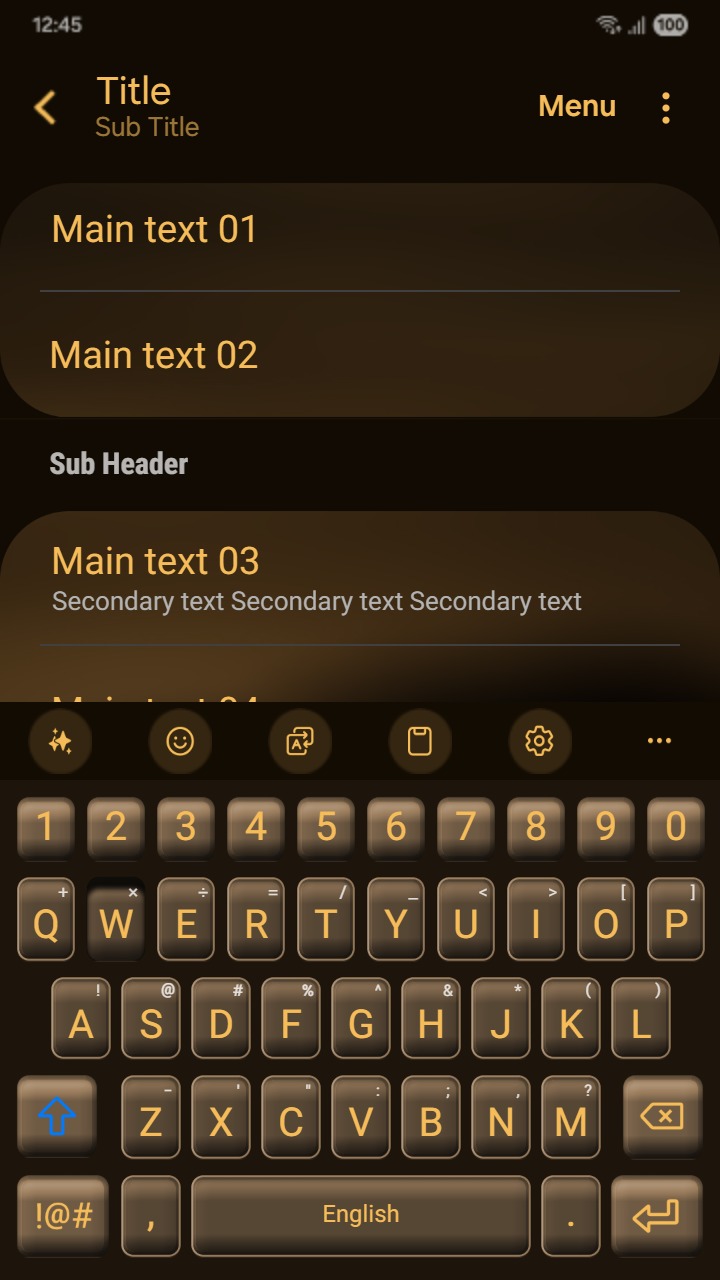 12:45
100
Title
Sub Title
Menu
Main text 01
Main text 02
Sub Header
Main text 03
Secondary text Secondary text Secondary text
1 2 3 4 5 6 7 8 9 0
+ × ÷ = / _ < > [ ]
Q W E R T Y U I O P
! @ # % ^ & * ( )
A S D F G H J K L
- ' " : ; , ?
Z X C V B N M
!@# , English .